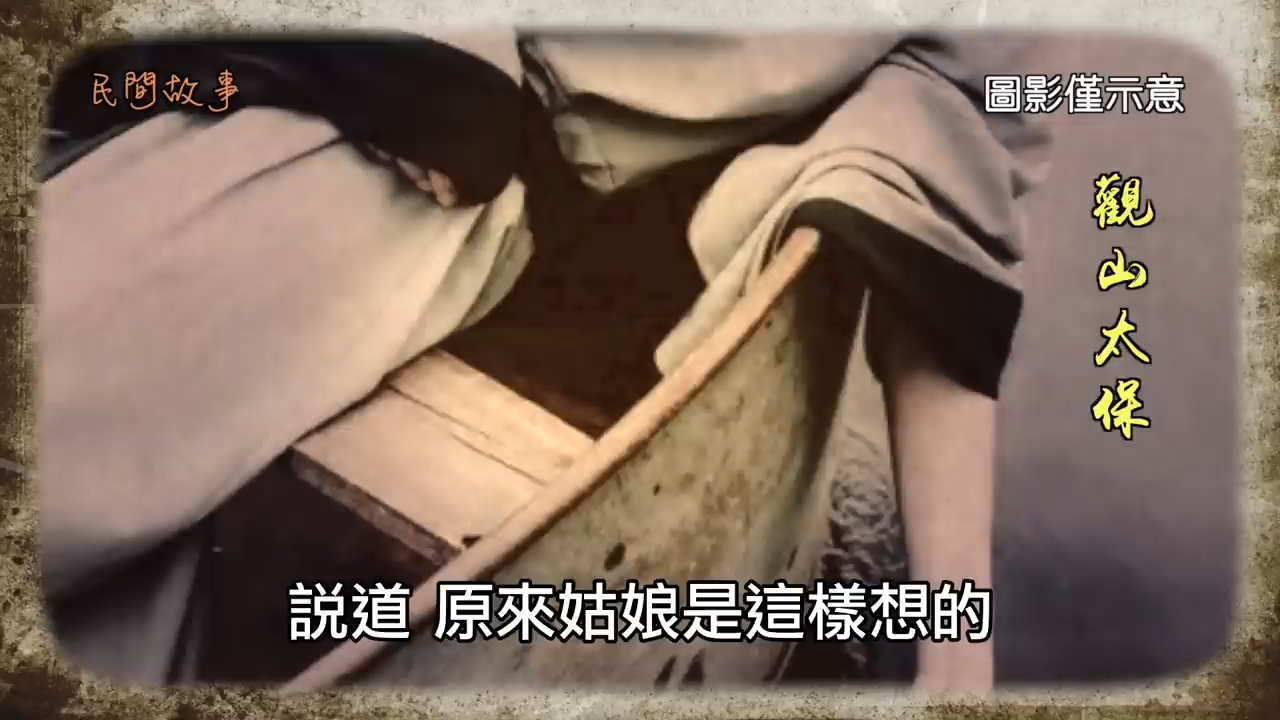 民間故事
圖影僅示意
觀山太保
説道 原來姑娘是這樣想的